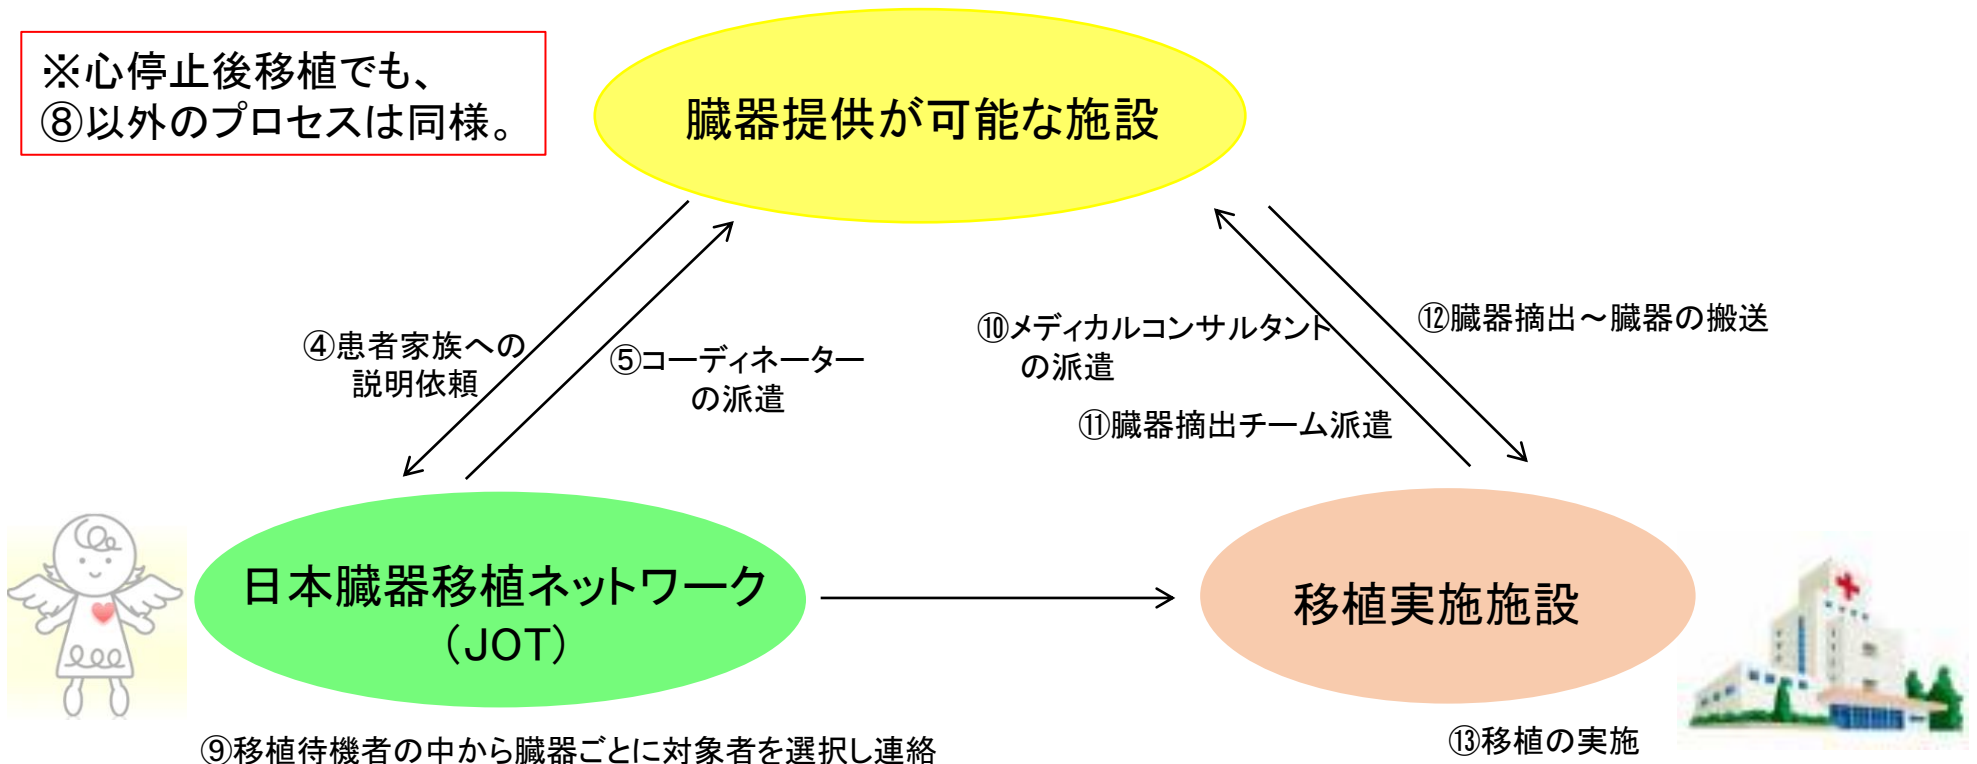 ※心停止後移植でも、
⑧以外のプロセスは同様。
臓器提供が可能な施設
④患者家族への
説明依頼
⑤コーディネーター
の派遣
⑩メディカルコンサルタント
の派遣
⑪臓器摘出チーム派遣
⑫臓器摘出～臓器の搬送
日本臓器移植ネットワーク
（JOT）
移植実施施設
⑨移植待機者の中から臓器ごとに対象者を選択し連絡
⑬移植の実施